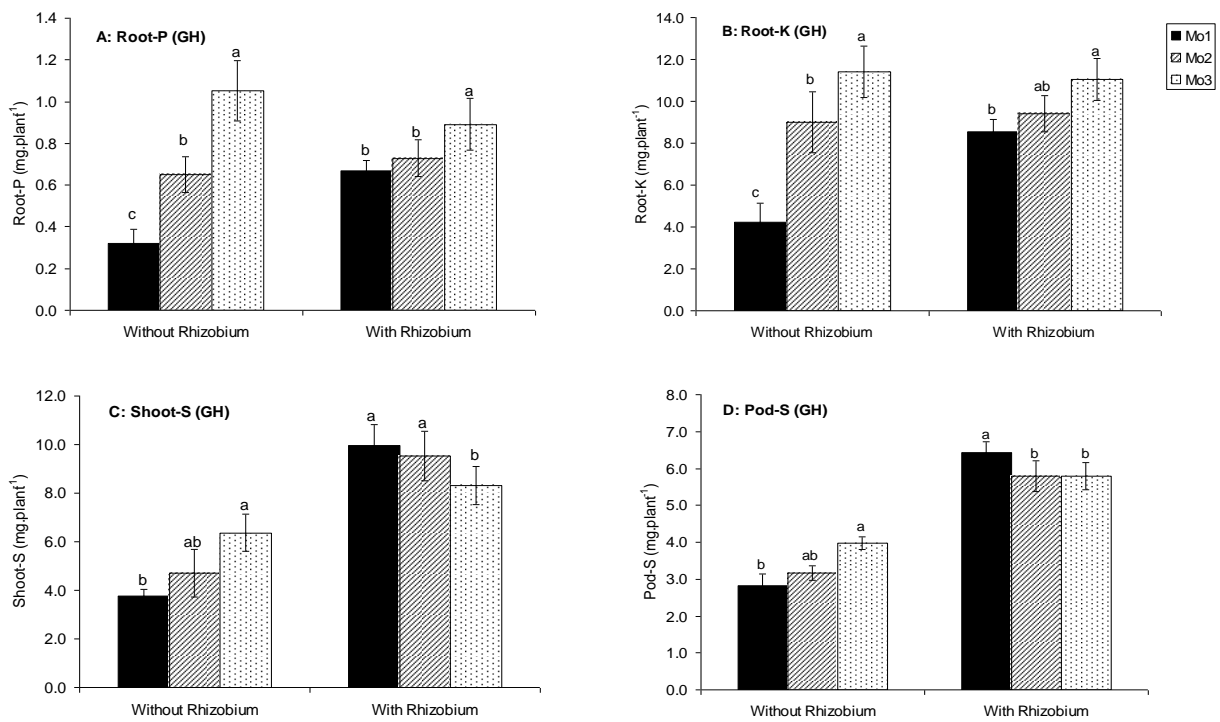 A: Root-P (GH)
Root-P (mg.plant-1)
1.4
1.2
1.0
0.8
0.6
0.4
0.2
0.0
c
b
a
b
b
a
Without Rhizobium
With Rhizobium
B: Root-K (GH)
Root-K (mg.plant-1)
14.0
12.0
10.0
8.0
6.0
4.0
2.0
0.0
c
b
a
b
ab
a
Without Rhizobium
With Rhizobium
Mo1
Mo2
Mo3
C: Shoot-S (GH)
Shoot-S (mg.plant-1)
12.0
10.0
8.0
6.0
4.0
2.0
0.0
b
ab
a
a
a
b
Without Rhizobium
With Rhizobium
D: Pod-S (GH)
Pod-S (mg.plant-1)
8.0
7.0
6.0
5.0
4.0
3.0
2.0
1.0
0.0
b
ab
a
a
b
b
Without Rhizobium
With Rhizobium